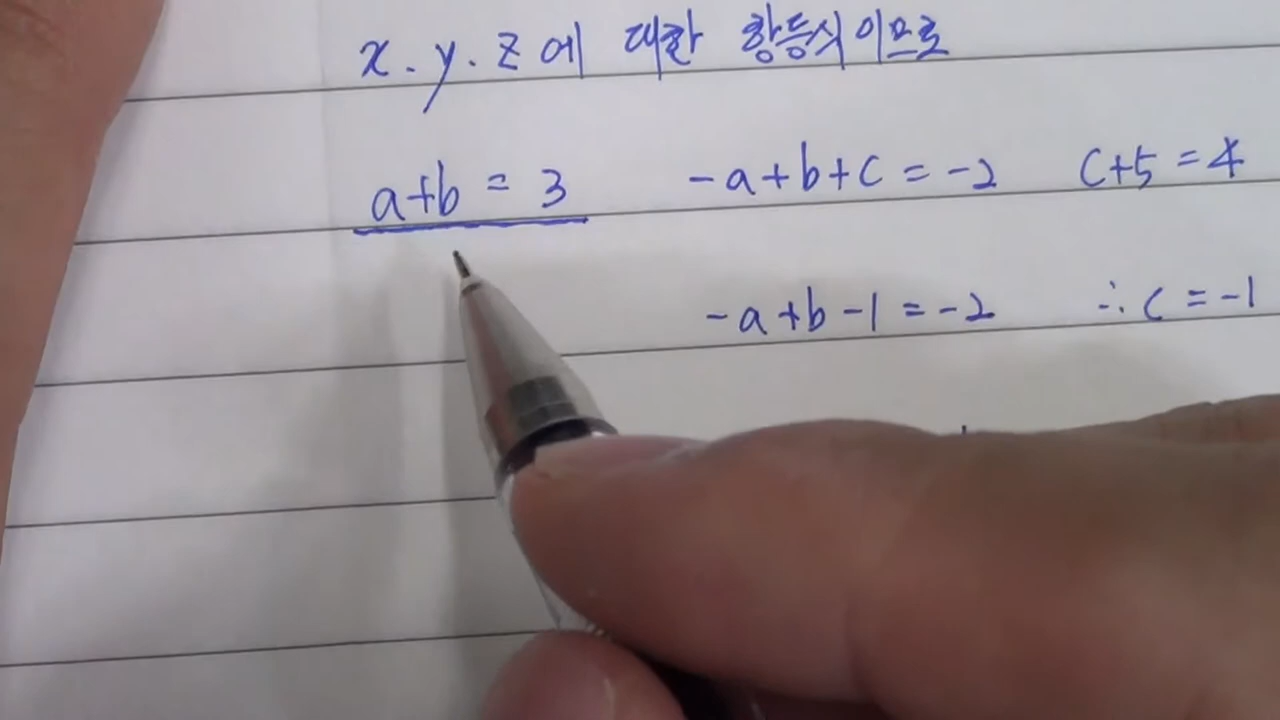 x. y. z 에 대한 항등식 이므로
a+b = 3 -a+b+c = -2 c+5 = 4
-a+b-1 = -2 ∴ c = -1